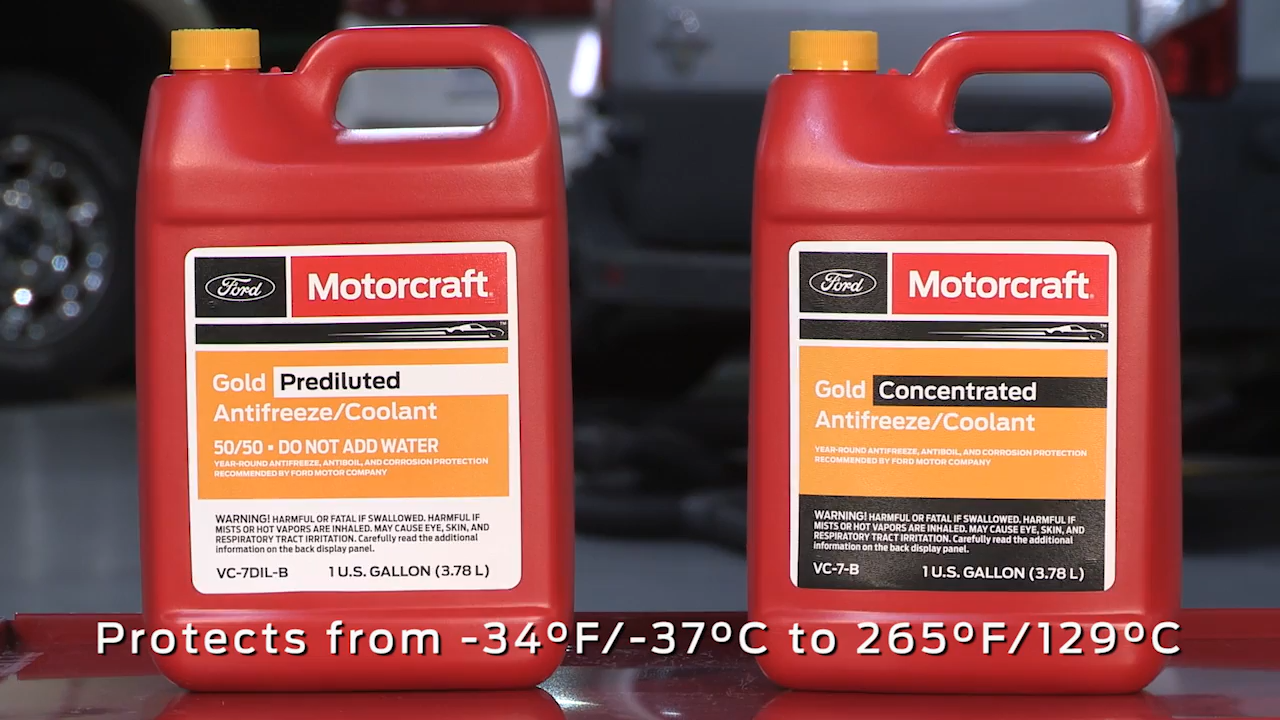 Ford
Motorcraft
Gold Prediluted
Antifreeze/Coolant
50/50 • DO NOT ADD WATER
YEAR-ROUND ANTIFREEZE, ANTIBOIL, AND CORROSION PROTECTION
RECOMMENDED BY FORD MOTOR COMPANY
WARNING! HARMFUL OR FATAL IF SWALLOWED. HARMFUL IF
MISTS OR HOT VAPORS ARE INHALED. MAY CAUSE EYE, SKIN, AND
RESPIRATORY TRACT IRRITATION. Carefully read the additional
information on the back display panel.
VC-7DIL-B 1 U.S. GALLON (3.78 L)
Ford
Motorcraft
Gold Concentrated
Antifreeze/Coolant
YEAR-ROUND ANTIFREEZE, ANTIBOIL, AND CORROSION PROTECTION
RECOMMENDED BY FORD MOTOR COMPANY
WARNING! HARMFUL OR FATAL IF SWALLOWED. HARMFUL IF
MISTS OR HOT VAPORS ARE INHALED. MAY CAUSE EYE, SKIN, AND
RESPIRATORY TRACT IRRITATION. Carefully read the additional
information on the back display panel.
VC-7-B 1 U.S. GALLON (3.78 L)
Protects from -34ºF/-37ºC to 265ºF/129ºC